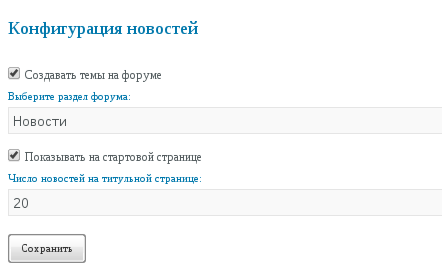 Конфигурация новостей
Создавать темы на форуме
Выберите раздел форума:
Новости
Показывать на стартовой странице
Число новостей на титульной странице:
20
Сохранить